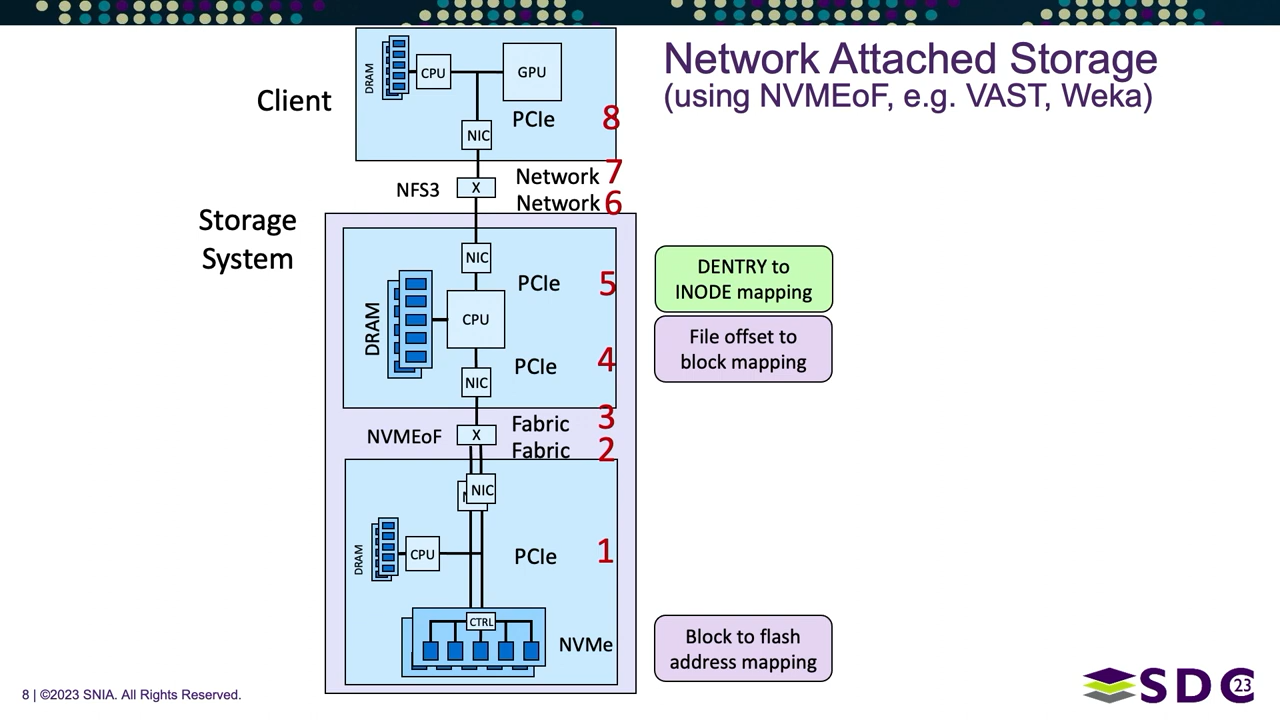 Network Attached Storage
(using NVMEoF, e.g. VAST, Weka)
Client
DRAM
CPU
GPU
PCIe
8
NIC
Network
7
NFS3
X
Network
6
Storage
System
NIC
PCIe
5
DRAM
CPU
PCIe
4
NIC
DENTRY to
INODE mapping
File offset to
block mapping
Fabric
3
NVMEoF
X
Fabric
2
NIC
DRAM
CPU
PCIe
1
CTRL
NVMe
Block to flash
address mapping
8 | ©2023 SNIA. All Rights Reserved.
SDC 23